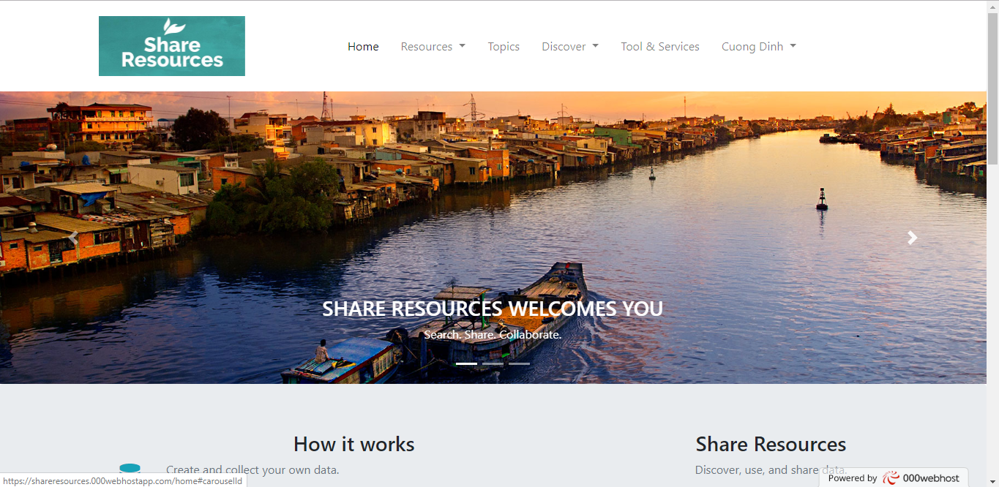 Share
Resources
Home Resources Topics Discover Tool & Services Cuong Dinh
SHARE RESOURCES WELCOMES YOU
Search. Share. Collaborate.
How it works
Create and collect your own data.
Share Resources
Discover, use, and share data.
https://shareresources.000webhostapp.com/home#carouselId
Powered by 000webhost